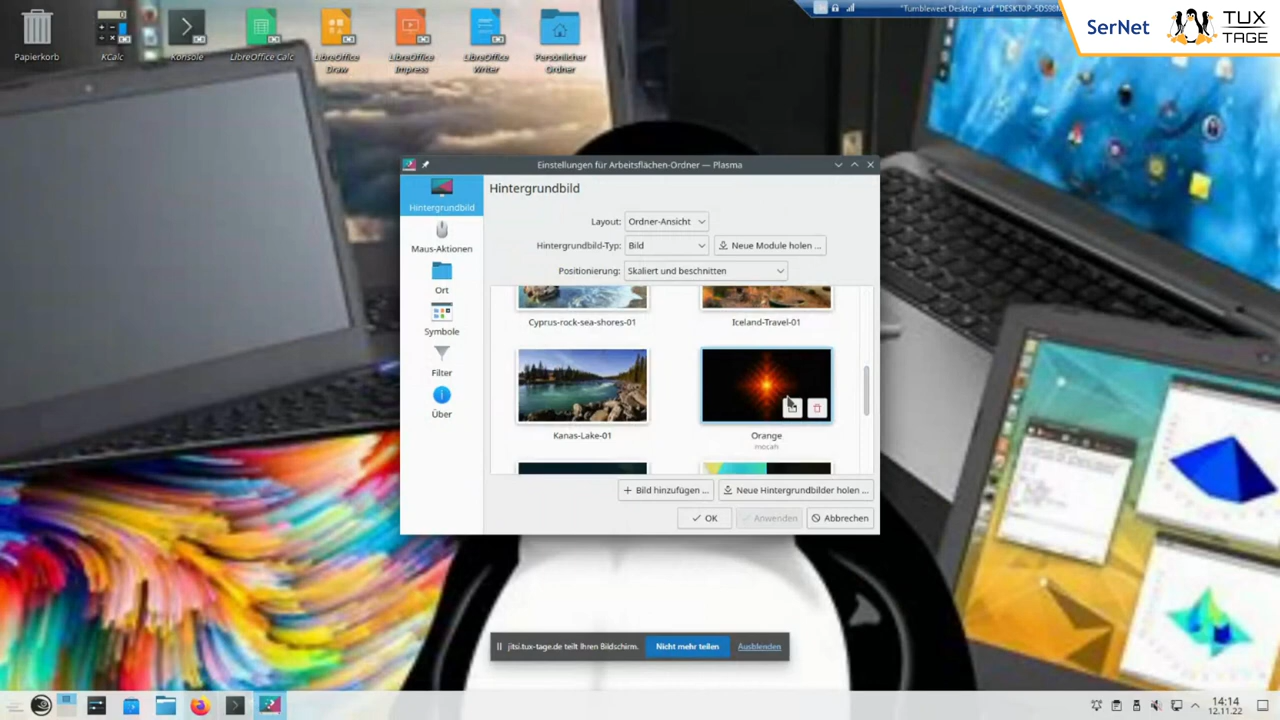 "Tumbleweet Desktop" auf "DESKTOP-5DS98
SerNet
TUX
TAGE
Papierkorb
KCalc
Konsole
LibreOffice Calc
LibreOffice
Draw
LibreOffice
Impress
LibreOffice
Writer
Persönlicher
Ordner
Einstellungen für Arbeitsflächen-Ordner — Plasma
Hintergrundbild
Maus-Aktionen
Ort
Symbole
Filter
Über
Hintergrundbild
Layout: Ordner-Ansicht
Hintergrundbild-Typ: Bild Neue Module holen ...
Positionierung: Skaliert und beschnitten
Cyprus-rock-sea-shores-01
Iceland-Travel-01
Kanas-Lake-01
Orange
mocah
Bild hinzufügen ... Neue Hintergrundbilder holen ...
OK Anwenden Abbrechen
jitsi.tux-tage.de teilt Ihren Bildschirm. Nicht mehr teilen Ausblenden
14:14
12.11.22